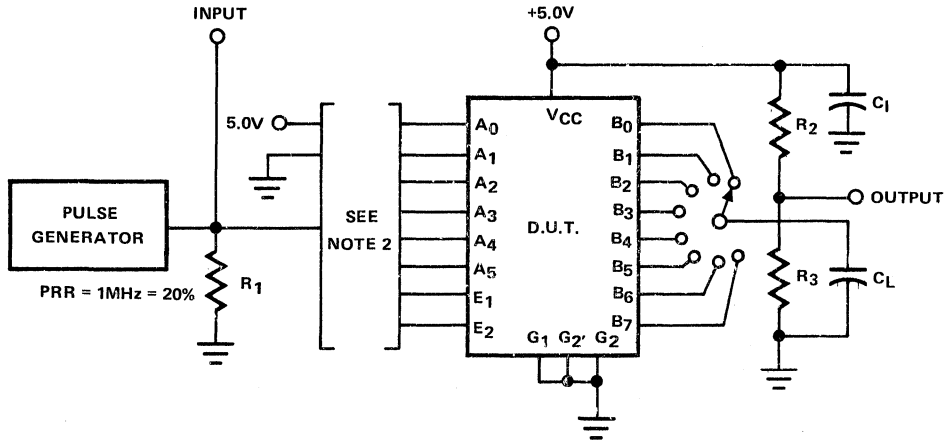 INPUT
+5.0V
5.0V
VCC
CI
R2
A0
A1
A2
A3
A4
A5
E1
E2
B0
B1
B2
B3
B4
B5
B6
B7
PULSE
GENERATOR
SEE
NOTE 2
D.U.T.
OUTPUT
R1
R3
CL
PRR = 1MHz = 20%
G1 G2' G2